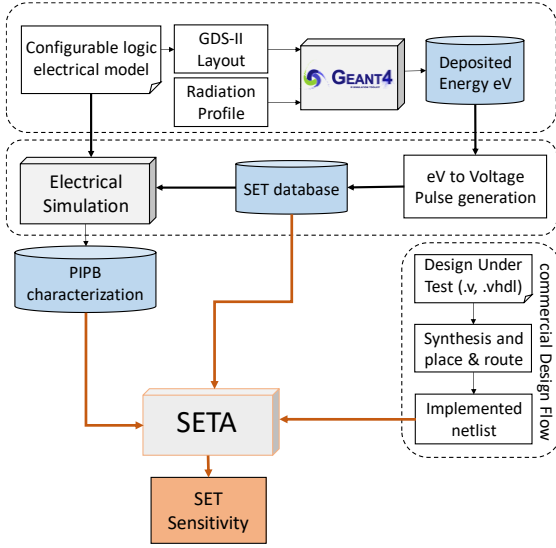 Configurable logic
electrical model
GDS-II
Layout
Radiation
Profile
GEANT4
Deposited
Energy eV
Electrical
Simulation
SET database
eV to Voltage
Pulse generation
PIPB
characterization
Design Under
Test (.v, .vhdl)
Synthesis and
place & route
Implemented
netlist
commercial Design Flow
SETA
SET
Sensitivity